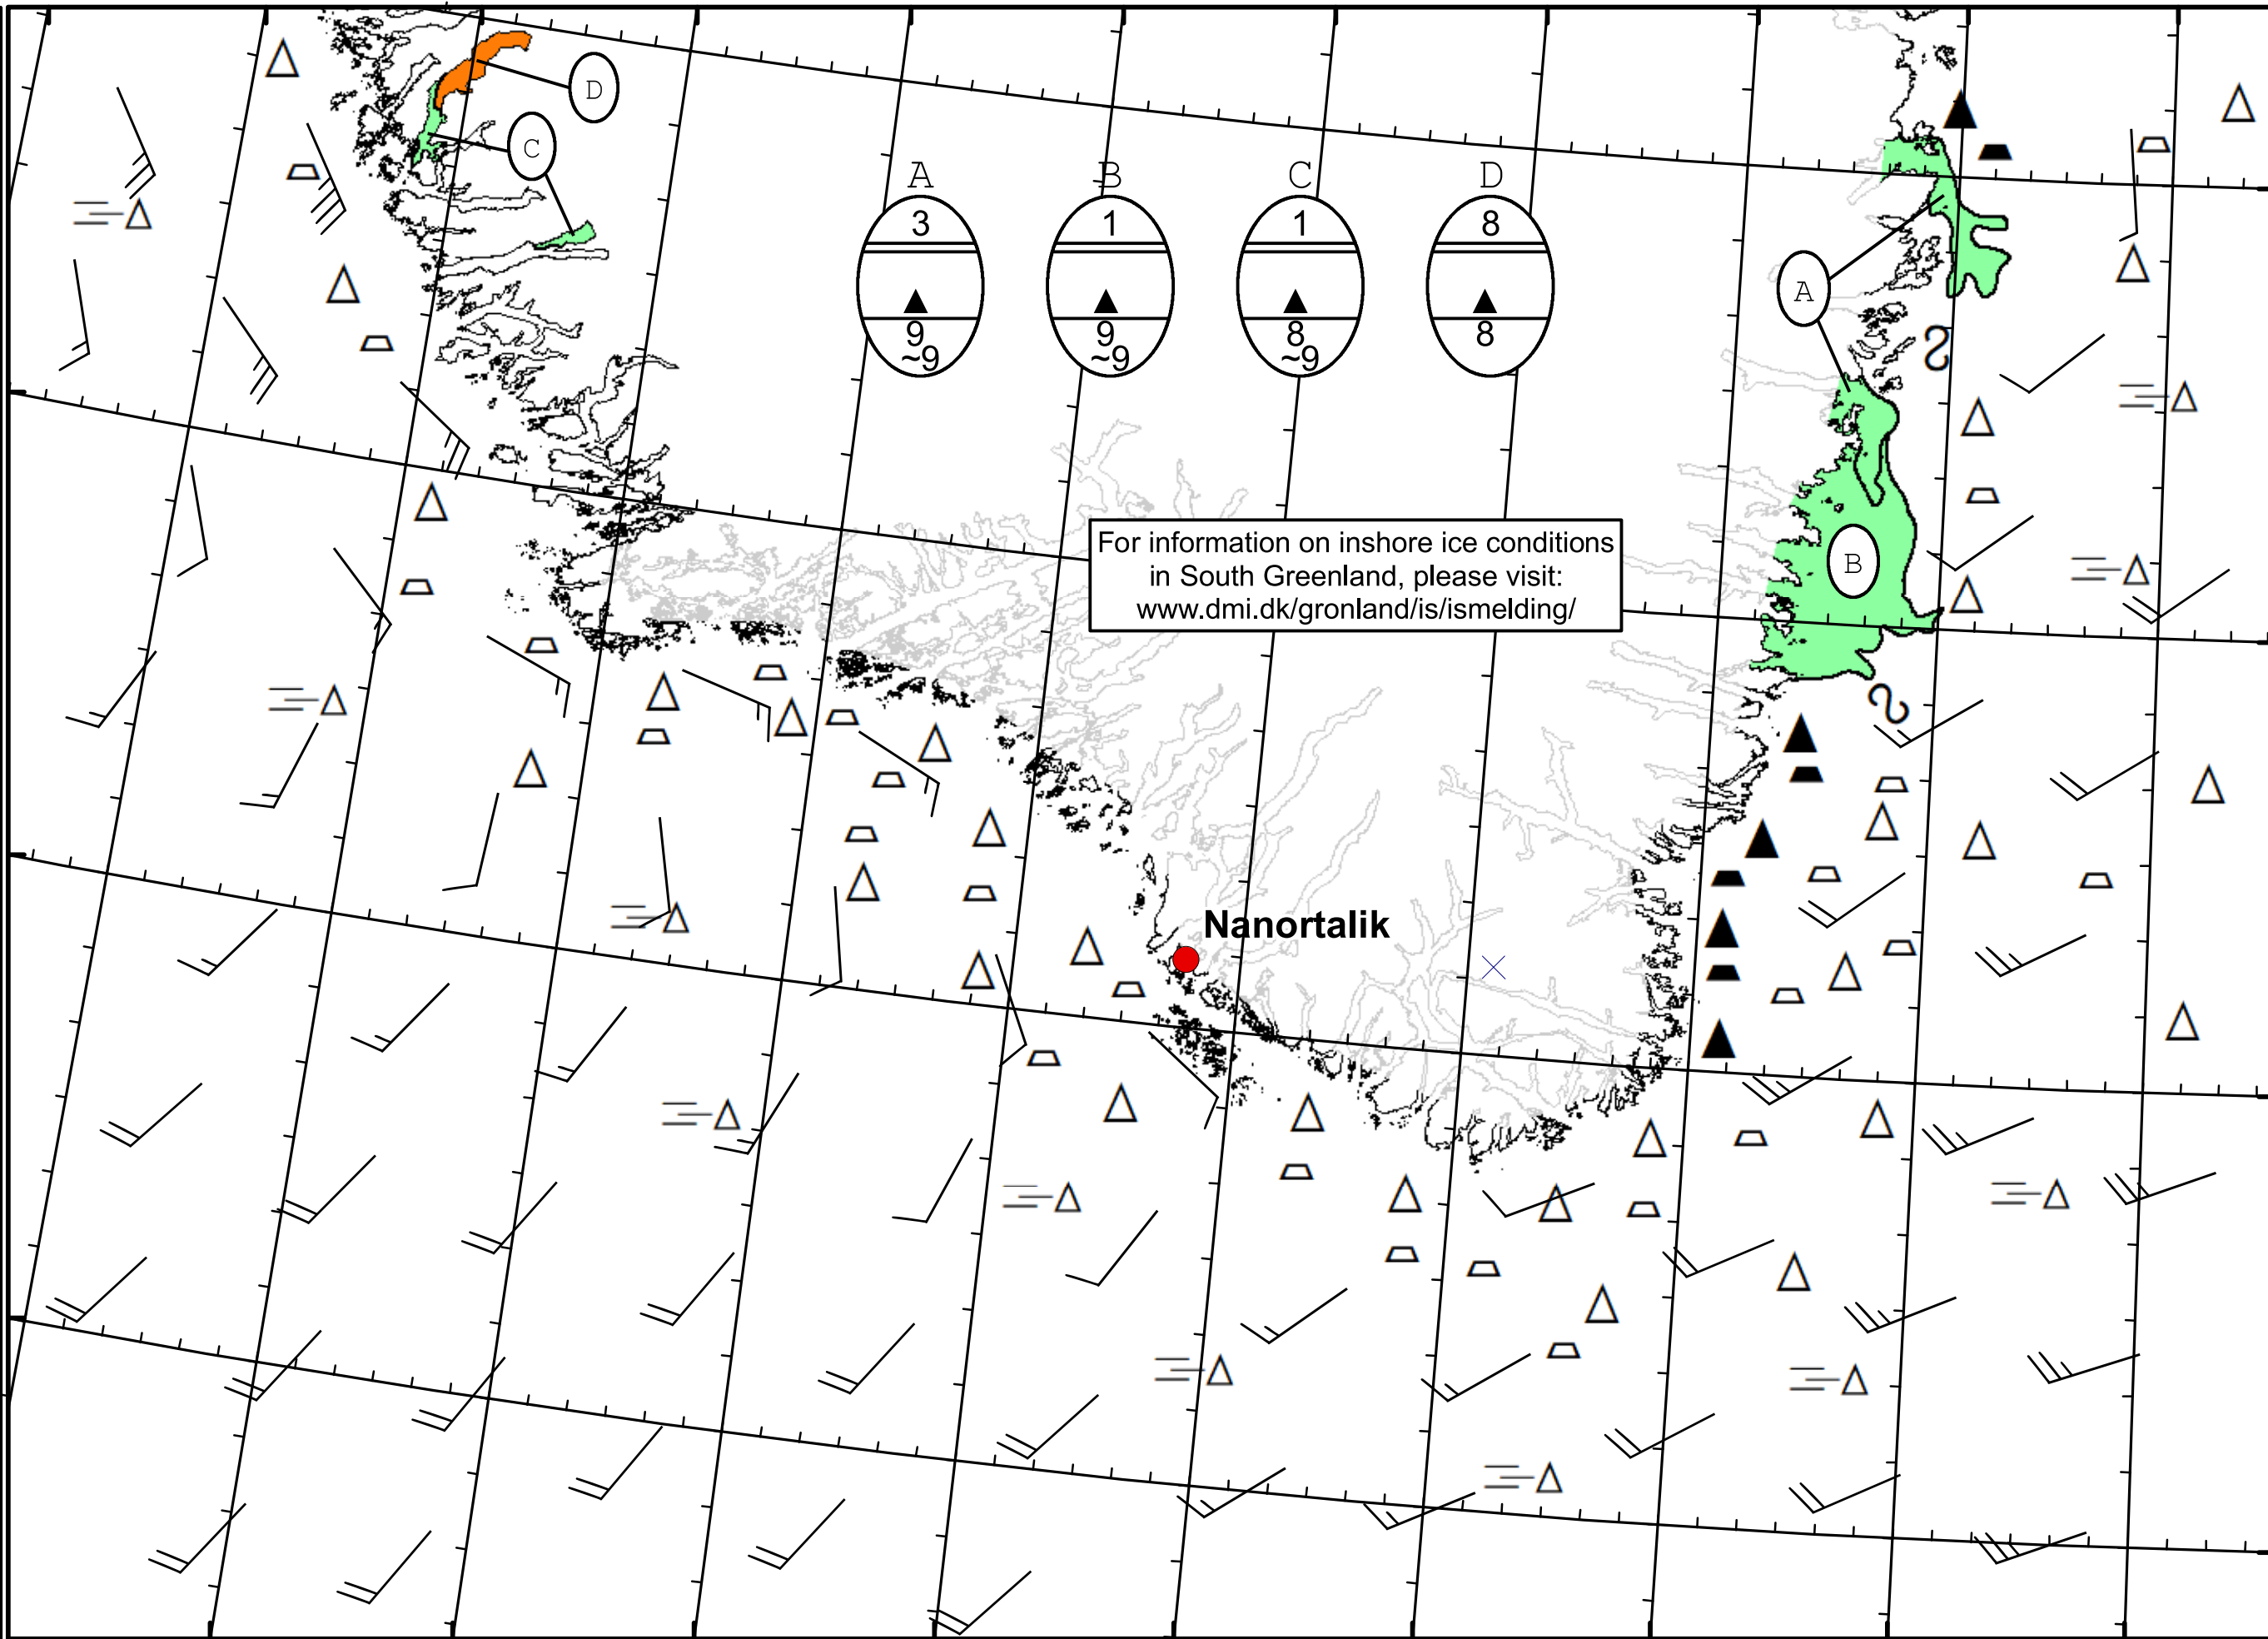 D
C
A B C D
3 1 1 8
9 9 8 8
~9 ~9 ~9
A
For information on inshore ice conditions
in South Greenland, please visit:
www.dmi.dk/gronland/is/ismelding/
B
Nanortalik